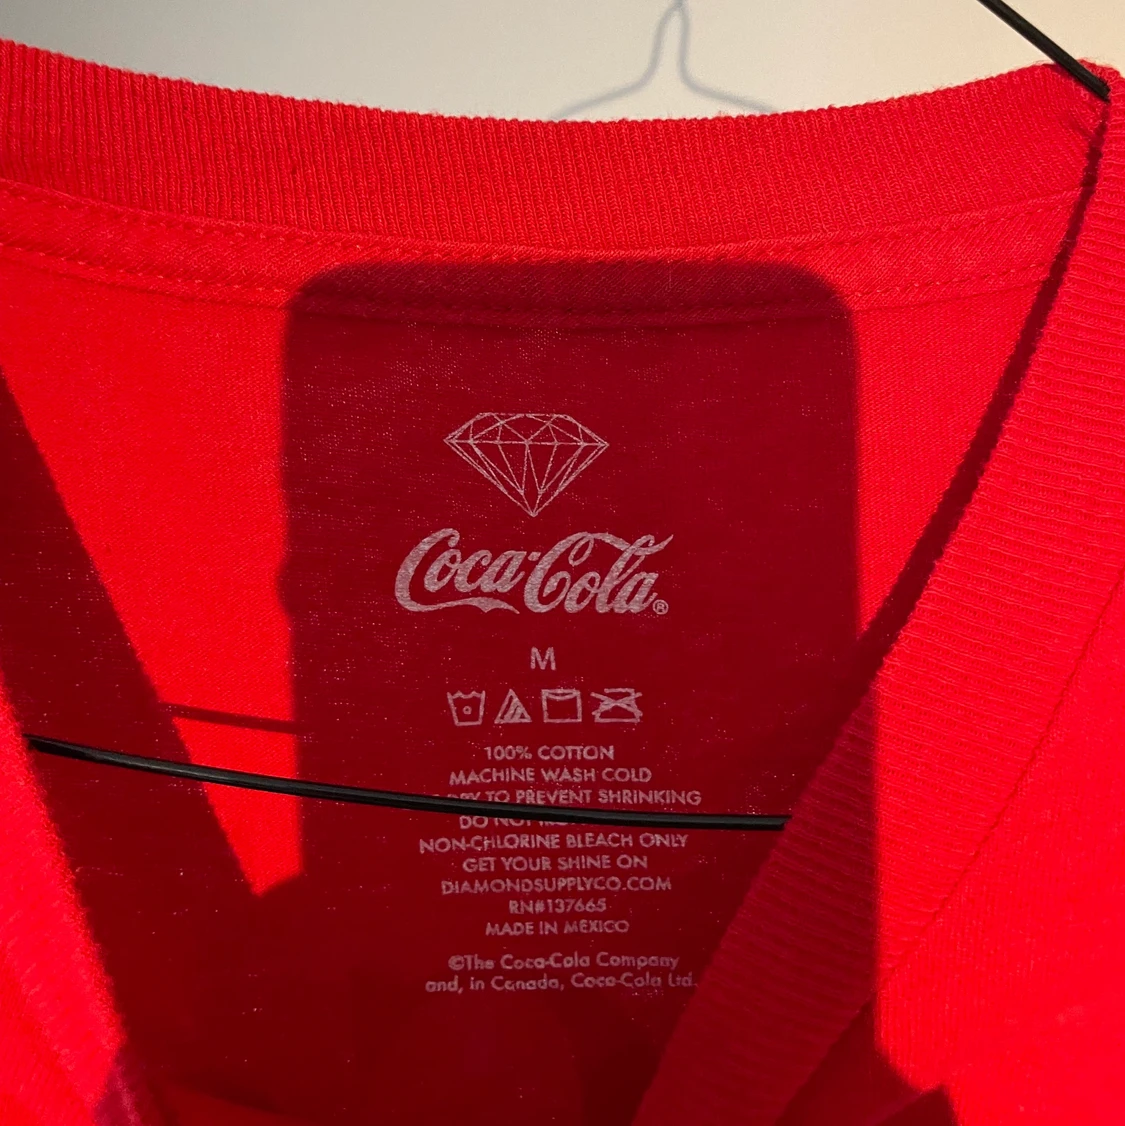 Coca-Cola®
M
100% COTTON
MACHINE WASH COLD
TO PREVENT SHRINKING
DO NOT
NON-CHLORINE BLEACH ONLY
GET YOUR SHINE ON
DIAMONDSUPPLYCO.COM
RN#137665
MADE IN MEXICO
©The Coca-Cola Company
and, in Canada, Coca-Cola Ltd.